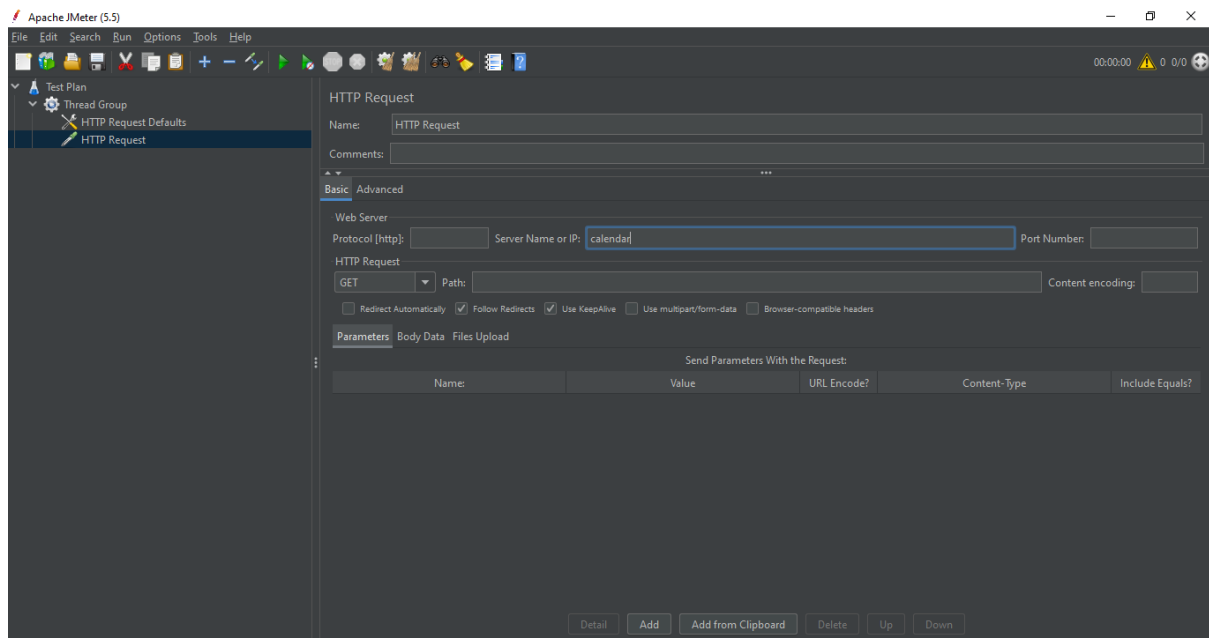 Apache JMeter (5.5)
File Edit Search Run Options Tools Help
00:00:00 0 0/0
Test Plan
Thread Group
HTTP Request Defaults
HTTP Request
HTTP Request
Name: HTTP Request
Comments:
Basic Advanced
Web Server
Protocol [http]: Server Name or IP: calendar Port Number:
HTTP Request
GET Path: Content encoding:
Redirect Automatically Follow Redirects Use KeepAlive Use multipart/form-data Browser-compatible headers
Parameters Body Data Files Upload
Send Parameters With the Request:
Name: Value URL Encode? Content-Type Include Equals?
Detail Add Add from Clipboard Delete Up Down